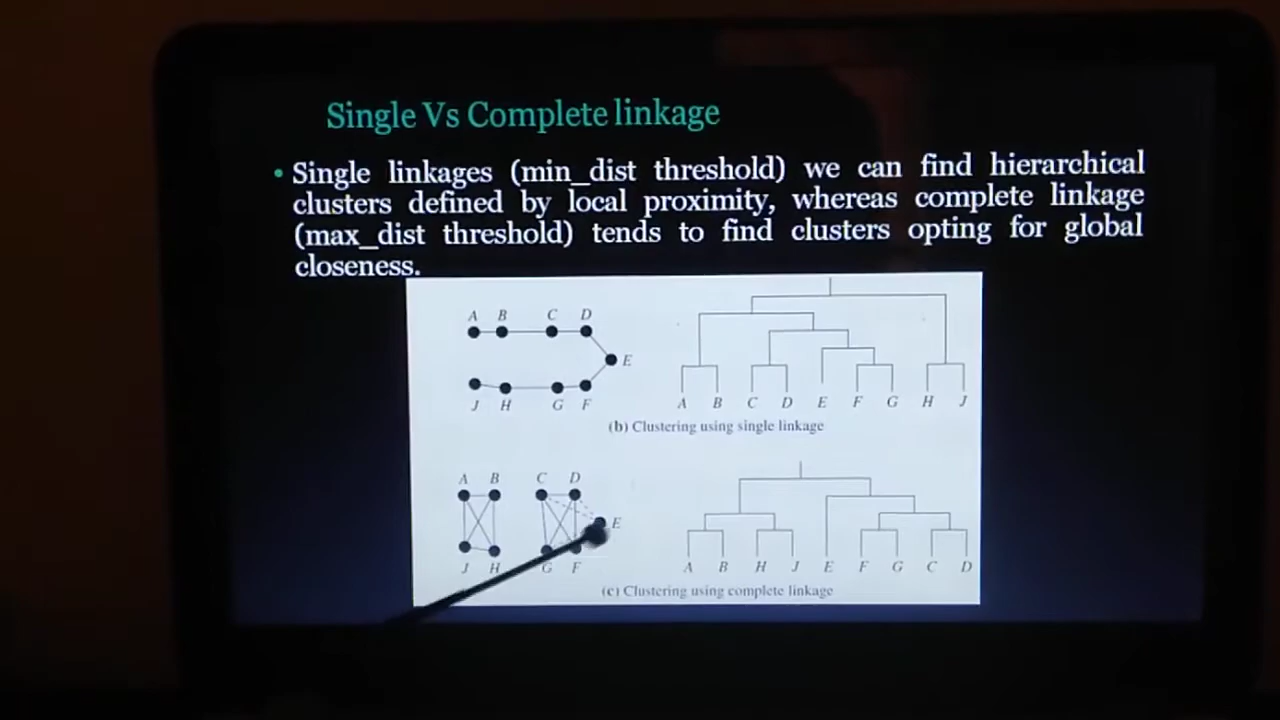 Single Vs Complete linkage
• Single linkages (min_dist threshold) we can find hierarchical
clusters defined by local proximity, whereas complete linkage
(max_dist threshold) tends to find clusters opting for global
closeness.
A B C D
E
J H G F
A B C D E F G H J
(b) Clustering using single linkage
A B C D
E
J H G F
A B H J E F G C D
(c) Clustering using complete linkage